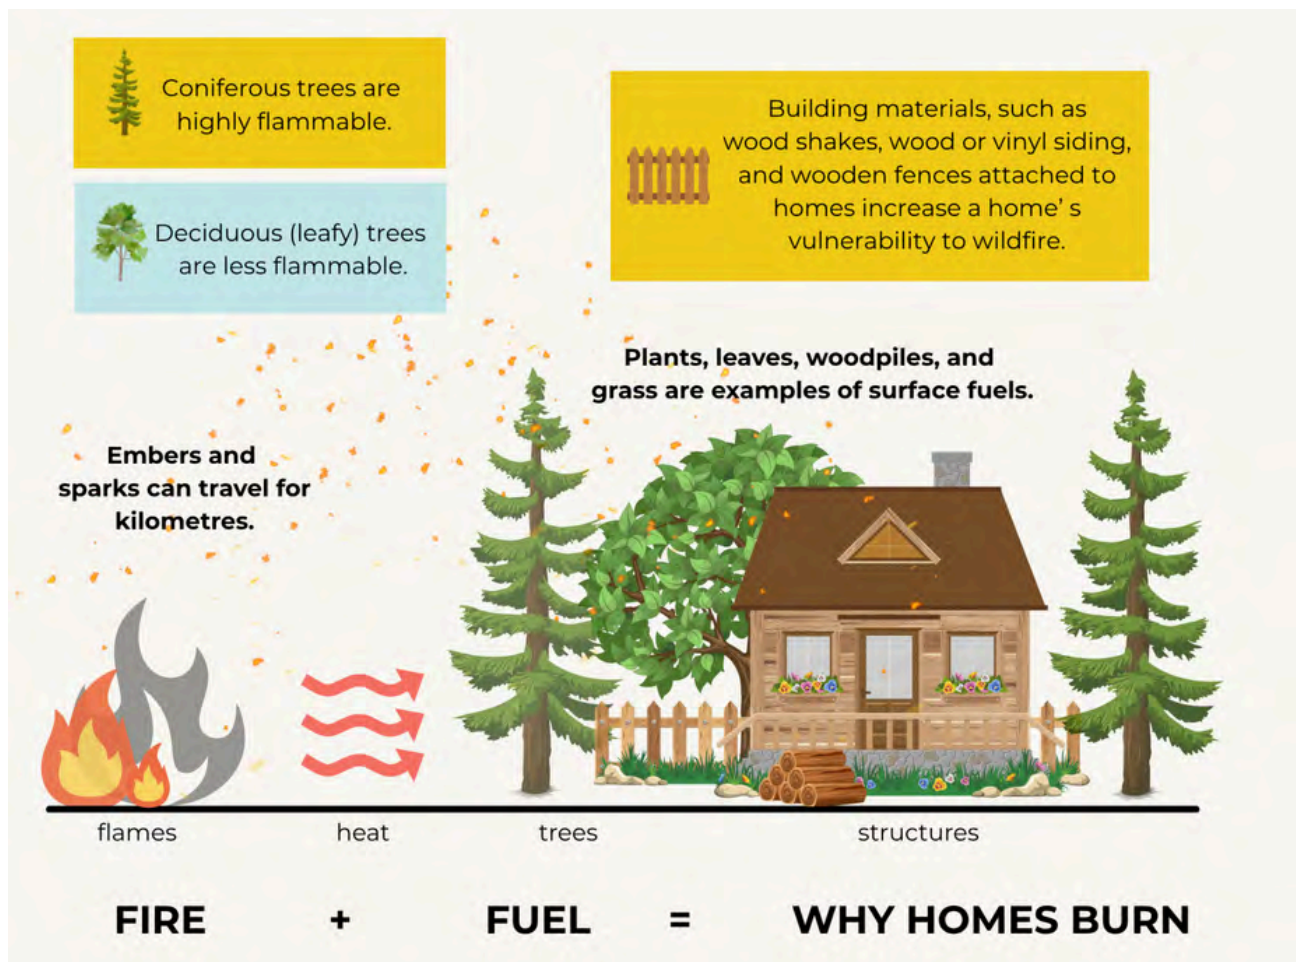 Coniferous trees are
highly flammable.
Deciduous (leafy) trees
are less flammable.
Building materials, such as
wood shakes, wood or vinyl siding,
and wooden fences attached to
homes increase a home' s
vulnerability to wildfire.
Plants, leaves, woodpiles, and
grass are examples of surface fuels.
Embers and
sparks can travel for
kilometres.
flames heat trees structures
FIRE + FUEL = WHY HOMES BURN